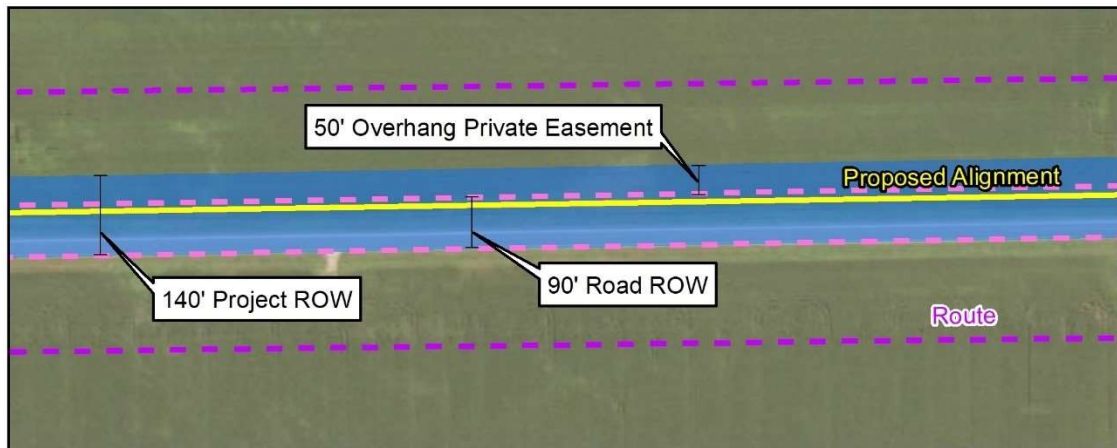 50' Overhang Private Easement
Proposed Alignment
140' Project ROW
90' Road ROW
Route